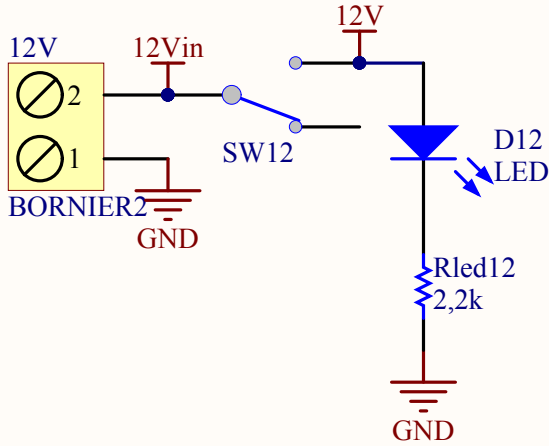 12V
12Vin
12V
2
1
SW12
BORNIER2
GND
D12
LED
Rled12
2,2k
GND